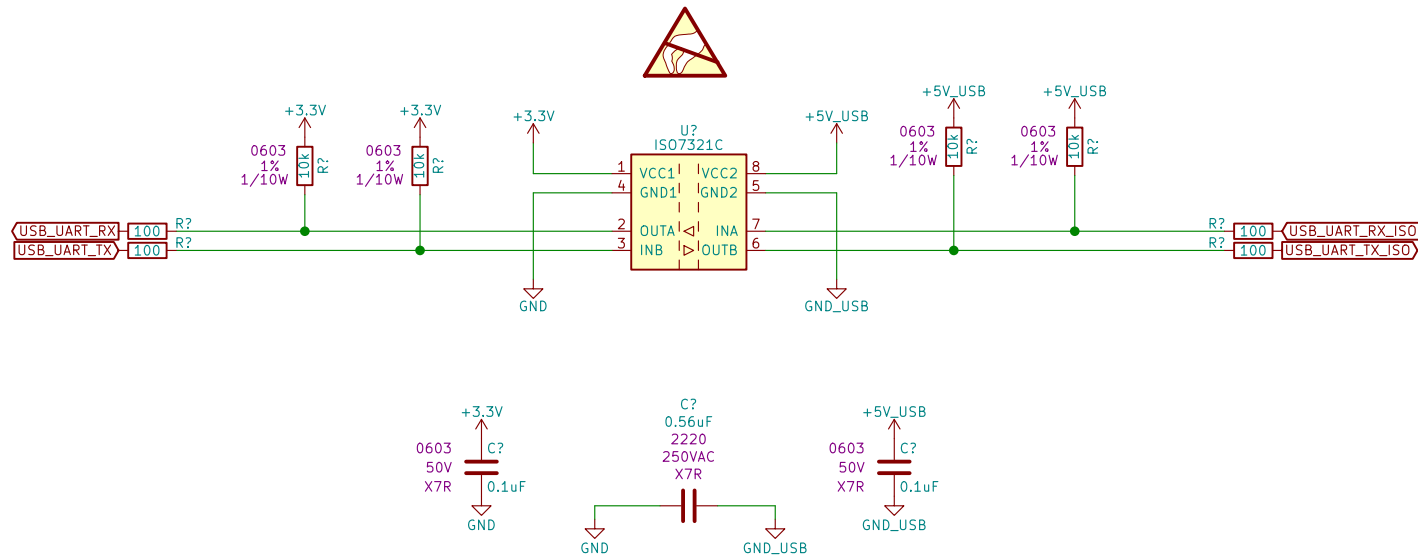 +3.3V
0603
1%
1/10W
10k
R?
+3.3V
0603
1%
1/10W
10k
R?
+3.3V
U?
ISO7321C
+5V_USB
1 VCC1 VCC2 8
4 GND1 GND2 5
2 OUTA INA 7
3 INB OUTB 6
GND
GND_USB
+5V_USB
0603
1%
1/10W
10k
R?
+5V_USB
0603
1%
1/10W
10k
R?
USB_UART_RX 100 R?
USB_UART_TX 100 R?
R? 100 USB_UART_RX_ISO
R? 100 USB_UART_TX_ISO
+3.3V
0603 C?
50V
X7R 0.1uF
GND
C?
0.56uF
2220
250VAC
X7R
GND
GND_USB
+5V_USB
0603 C?
50V
X7R 0.1uF
GND_USB